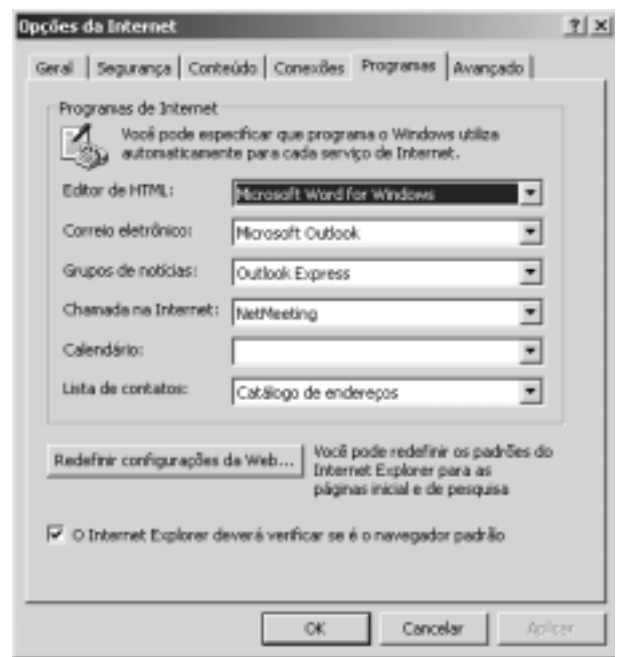 Opções da Internet
Geral Segurança Conteúdo Conexões Programas Avançado
Programas de Internet
Você pode especificar que programa o Windows utiliza
automaticamente para cada serviço de Internet.
Editor de HTML: Microsoft Word for Windows
Correio eletrônico: Microsoft Outlook
Grupos de notícias: Outlook Express
Chamada na Internet: NetMeeting
Calendário:
Lista de contatos: Catálogo de endereços
Redefinir configurações da Web... Você pode redefinir os padrões do
Internet Explorer para as
páginas inicial e de pesquisa
O Internet Explorer deverá verificar se é o navegador padrão
OK Cancelar Aplicar